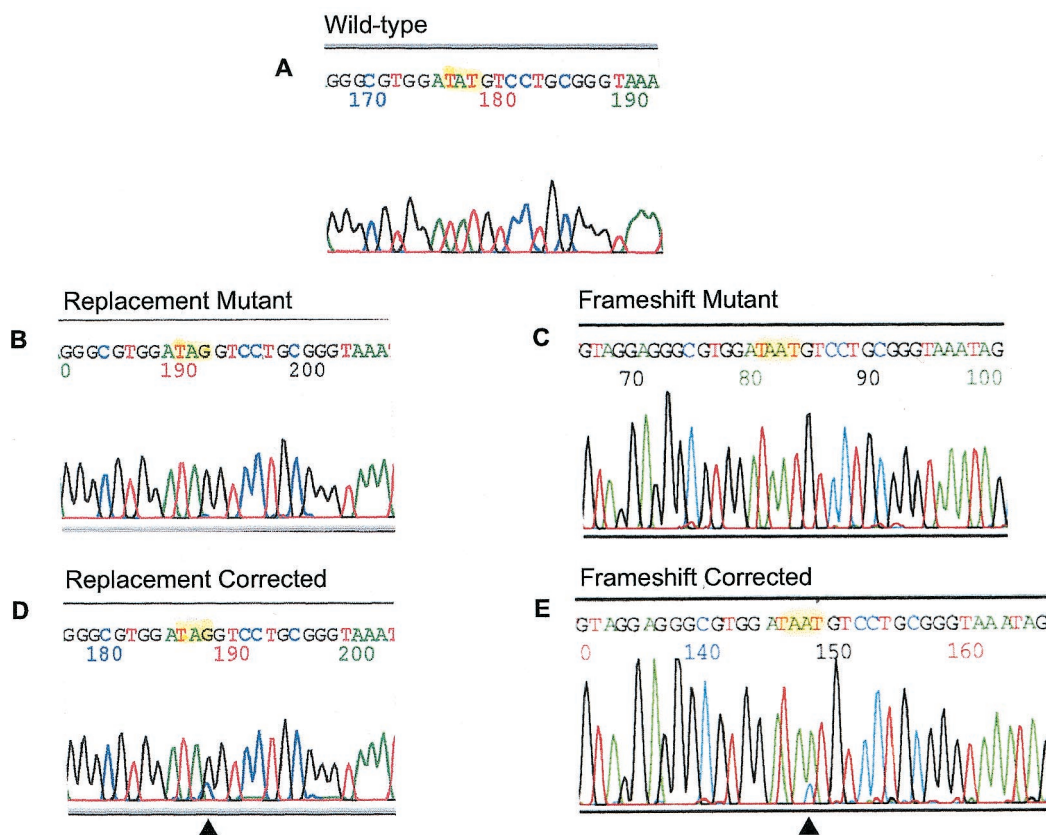 Wild-type
A
GGGCGTGGATATGTCCTGCGGGTAAA
170 180 190
Replacement Mutant
B
GGGCGTGGATAGGTCCTGCGGGTAAAT
0 190 200
Frameshift Mutant
C
GTAGGAGGGCGTGGATAATGTCCTGCGGGTAAATAG
70 80 90 100
Replacement Corrected
D
GGGCGTGGATAGGTCCTGCGGGTAAAT
180 190 200
Frameshift Corrected
E
GTAGGAGGGCGTGGATAATGTCCTGCGGGTAAATAG
0 140 150 160